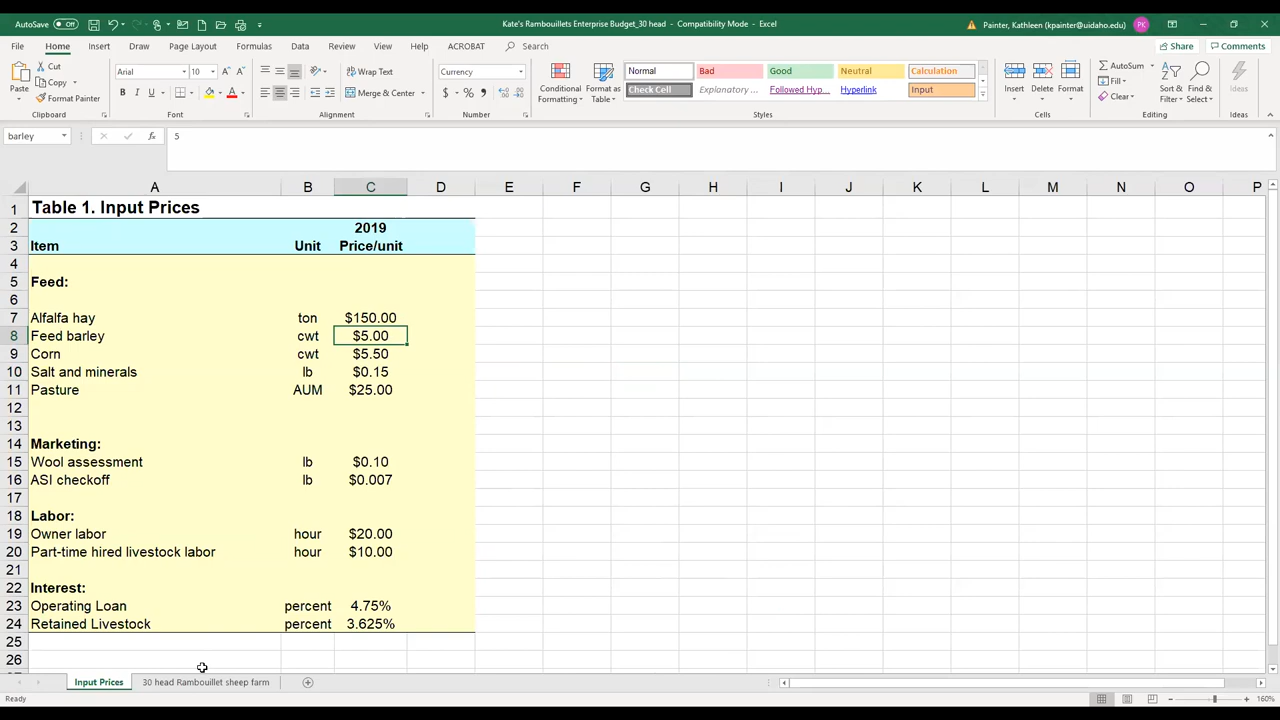 AutoSave Off
Kate's Rambouillets Enterprise Budget_30 head - Compatibility Mode - Excel
Painter, Kathleen (kpainter@uidaho.edu) PK
File Home Insert Draw Page Layout Formulas Data Review View Help ACROBAT Search Share Comments
Paste Cut Copy Format Painter
Clipboard
Arial 10
B I U
Font
Wrap Text
Merge & Center
Alignment
Currency
$ % ,
Number
Conditional Formatting
Format as Table
Normal Bad Good Neutral Calculation
Check Cell Explanatory ... Followed Hyp... Hyperlink Input
Styles
Insert Delete Format
Cells
AutoSum
Fill
Clear
Sort & Filter
Find & Select
Editing
Ideas
Ideas
barley fx 5
A B C D E F G H I J K L M N O P
1 Table 1. Input Prices
2 2019
3 Item Unit Price/unit
4
5 Feed:
6
7 Alfalfa hay ton $150.00
8 Feed barley cwt $5.00
9 Corn cwt $5.50
10 Salt and minerals lb $0.15
11 Pasture AUM $25.00
12
13
14 Marketing:
15 Wool assessment lb $0.10
16 ASI checkoff lb $0.007
17
18 Labor:
19 Owner labor hour $20.00
20 Part-time hired livestock labor hour $10.00
21
22 Interest:
23 Operating Loan percent 4.75%
24 Retained Livestock percent 3.625%
25
26
Input Prices 30 head Rambouillet sheep farm
Ready 160%